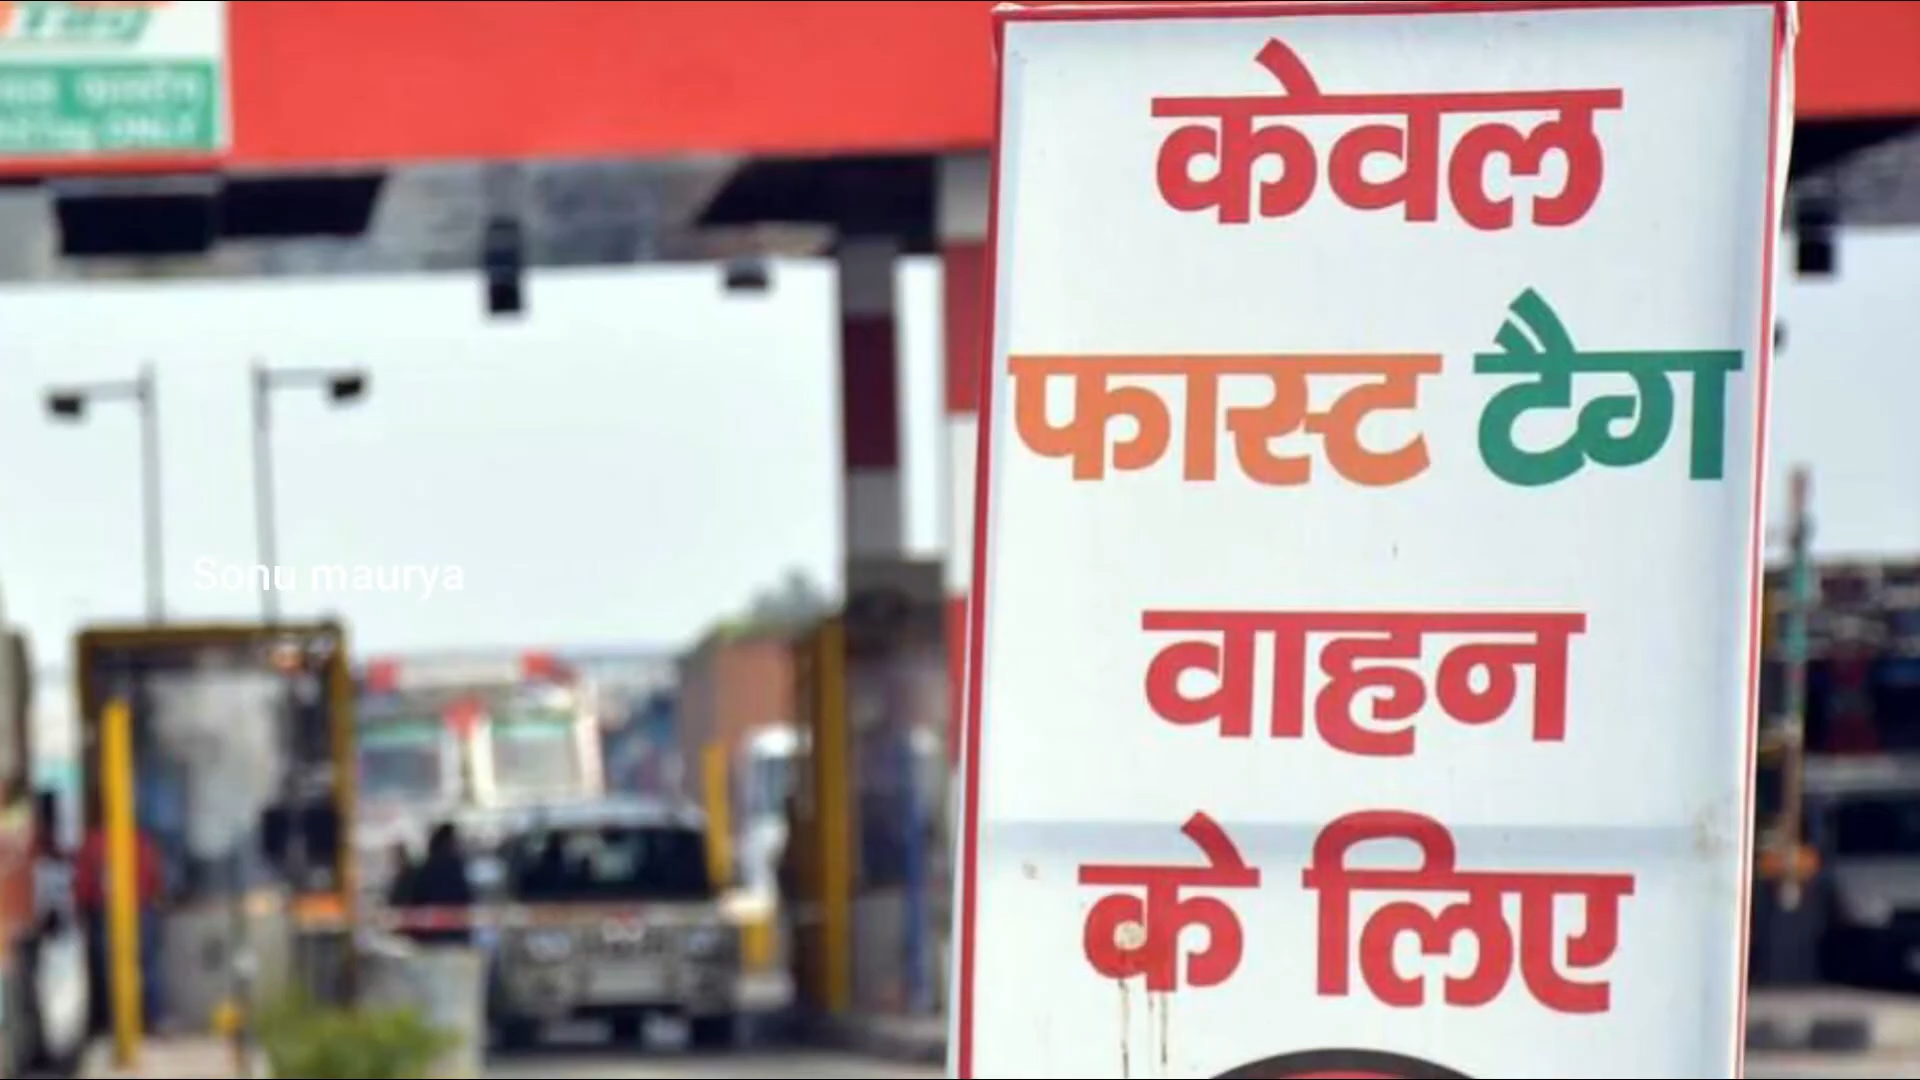 केवल
फास्ट टैग
वाहन
के लिए
Sonu maurya